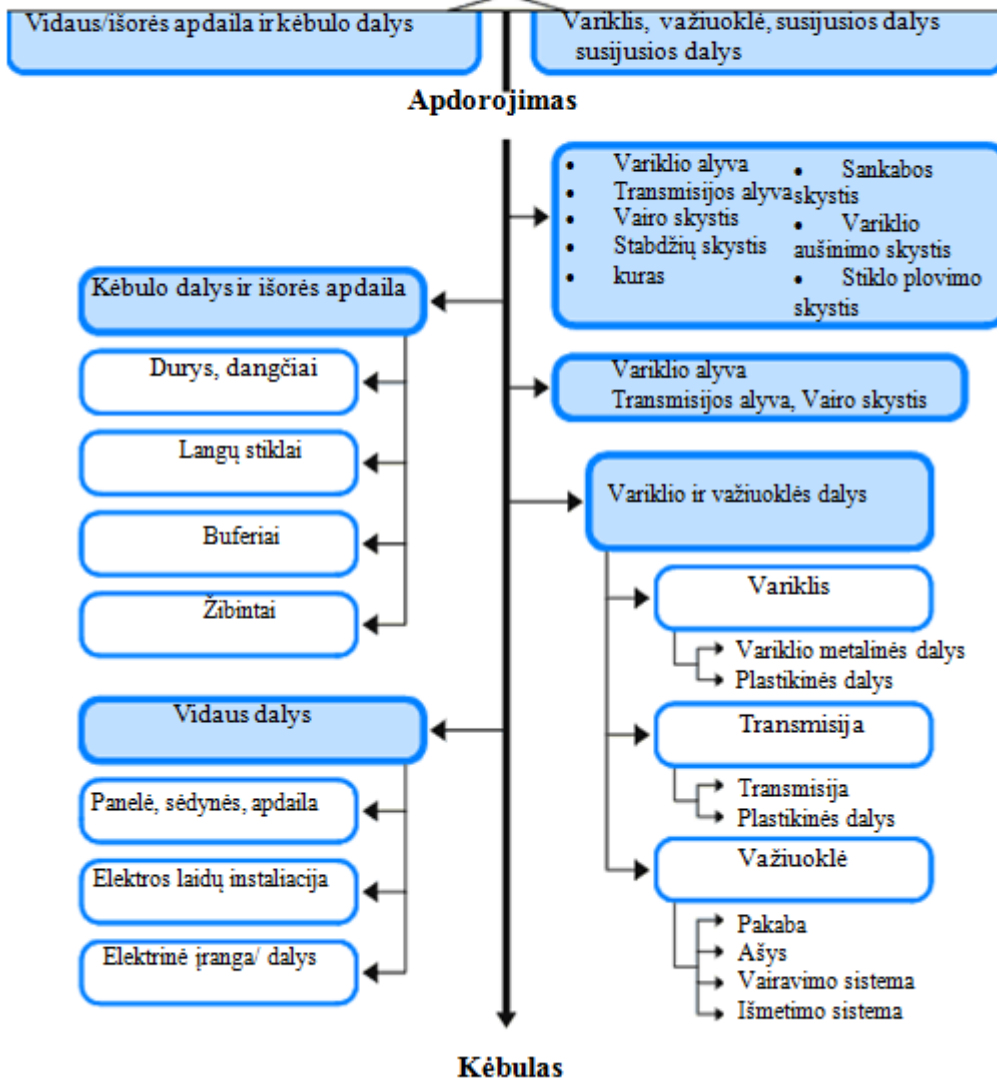 Vidaus/išorės apdaila ir kėbulo dalys
Variklis, važiuoklė, susijusios dalys
susijusios dalys
Apdorojimas
• Variklio alyva
• Transmisijos alyva
• Vairo skystis
• Stabdžių skystis
• kuras
• Sankabos
skystis
• Variklio
aušinimo skystis
• Stiklo plovimo
skystis
Kėbulo dalys ir išorės apdaila
Durys, dangčiai
Langų stiklai
Buferiai
Žibintai
Variklio alyva
Transmisijos alyva, Vairo skystis
Variklio ir važiuoklės dalys
Variklis
Variklio metalinės dalys
Plastikinės dalys
Transmisija
Transmisija
Plastikinės dalys
Važiuoklė
Pakaba
Ašys
Vairavimo sistema
Išmetimo sistema
Vidaus dalys
Panelė, sėdynės, apdaila
Elektros laidų instaliacija
Elektrinė įranga/ dalys
Kėbulas